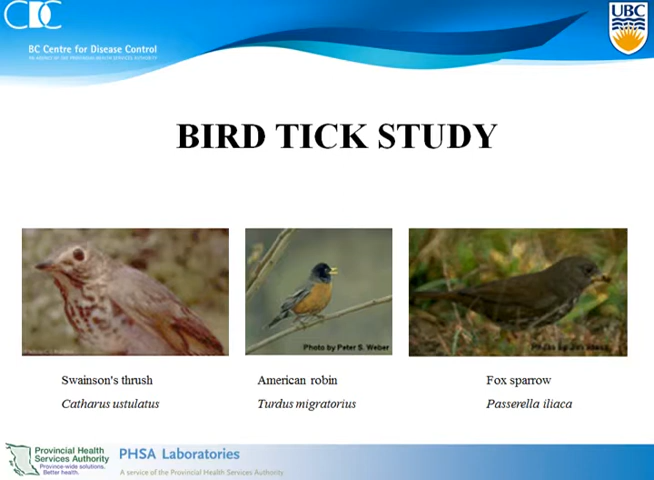 CDC
UBC
BC Centre for Disease Control
AN AGENCY OF THE PROVINCIAL HEALTH SERVICES AUTHORITY
BIRD TICK STUDY
Photo by Peter S. Weber
Swainson's thrush
American robin
Fox sparrow
Catharus ustulatus
Turdus migratorius
Passerella iliaca
Provincial Health
Services Authority
Province-wide solutions.
Better health.
PHSA Laboratories
A service of the Provincial Health Services Authority